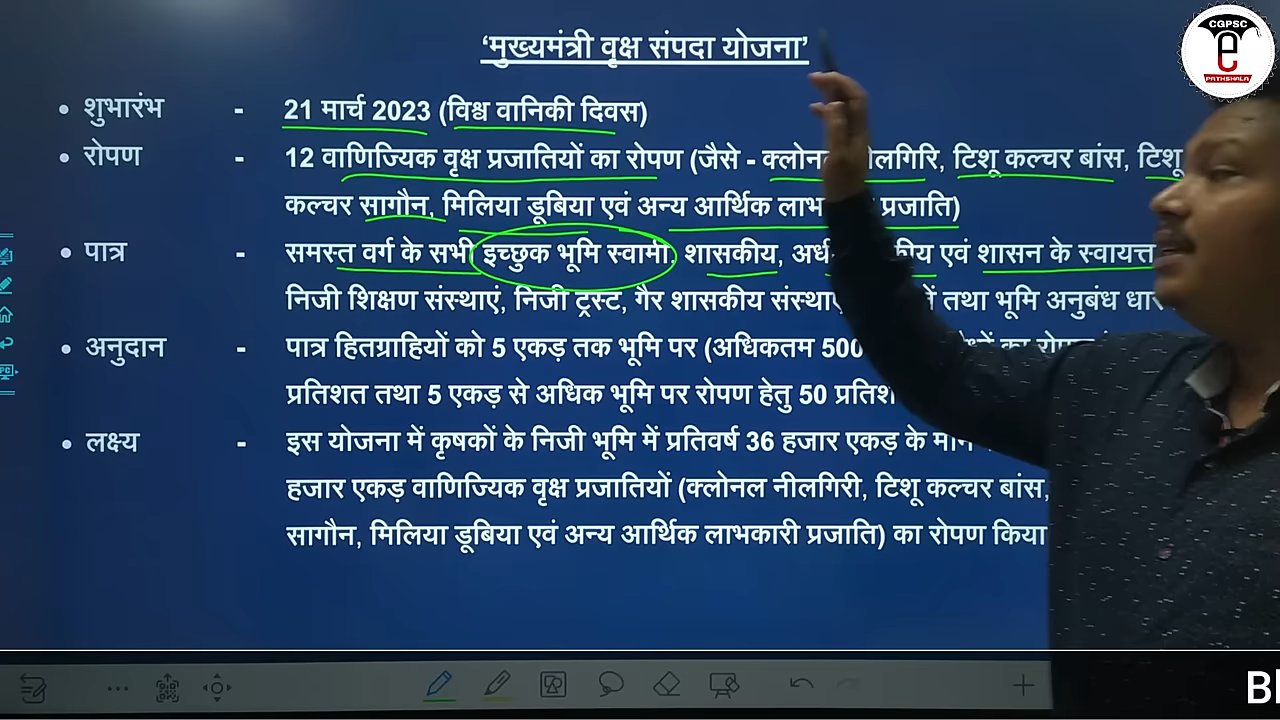 CGPSC
e
PATHSHALA
‘मुख्यमंत्री वृक्ष संपदा योजना’
• शुभारंभ - 21 मार्च 2023 (विश्व वानिकी दिवस)
• रोपण - 12 वाणिज्यिक वृक्ष प्रजातियों का रोपण (जैसे - क्लोनल नीलगिरि, टिशू कल्चर बांस, टिशू
कल्चर सागौन, मिलिया डूबिया एवं अन्य आर्थिक प्रजाति)
• पात्र - समस्त वर्ग के सभी इच्छुक भूमि स्वामी, शासकीय, एवं शासन के स्वायत्त
निजी शिक्षण संस्थाएं, निजी ट्रस्ट, गैर शासकीय तथा भूमि अनुबंध
• अनुदान - पात्र हितग्राहियों को 5 एकड़ तक भूमि पर (अधिकतम का
प्रतिशत तथा 5 एकड़ से अधिक भूमि पर रोपण हेतु 50
• लक्ष्य - इस योजना में कृषकों के निजी भूमि में प्रतिवर्ष 36 हजार एकड़ के
हजार एकड़ वाणिज्यिक वृक्ष प्रजातियों (क्लोनल नीलगिरी, टिशू कल्चर बांस,
सागौन, मिलिया डूबिया एवं अन्य आर्थिक लाभकारी प्रजाति) का रोपण किया